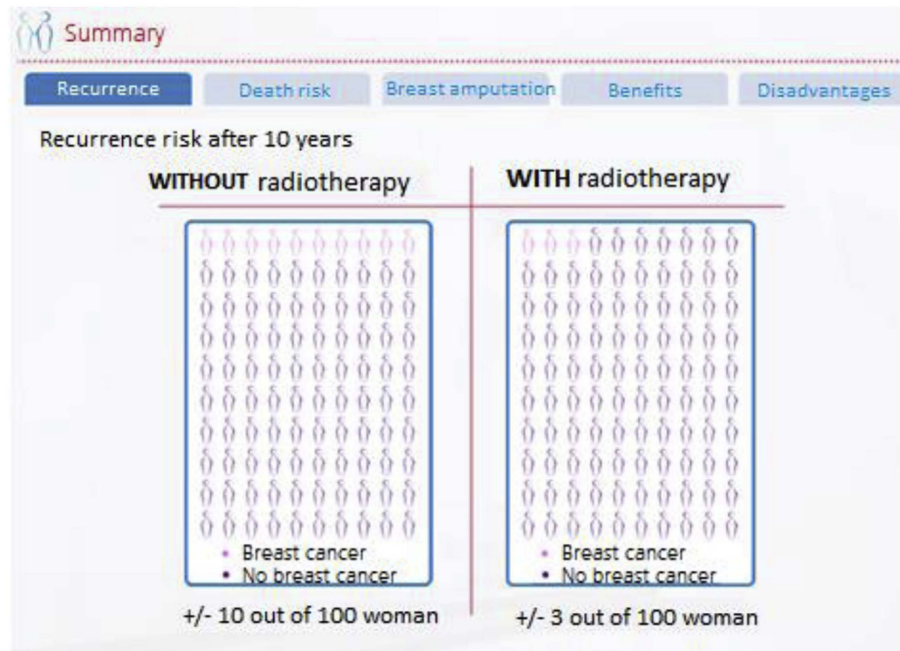 Summary
Recurrence Death risk Breast amputation Benefits Disadvantages
Recurrence risk after 10 years
WITHOUT radiotherapy
WITH radiotherapy
• Breast cancer
• No breast cancer
• Breast cancer
• No breast cancer
+/- 10 out of 100 woman
+/- 3 out of 100 woman